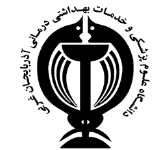 دانشگاه علوم پزشکی و خدمات بهداشتی درمانی آذربایجان غربی